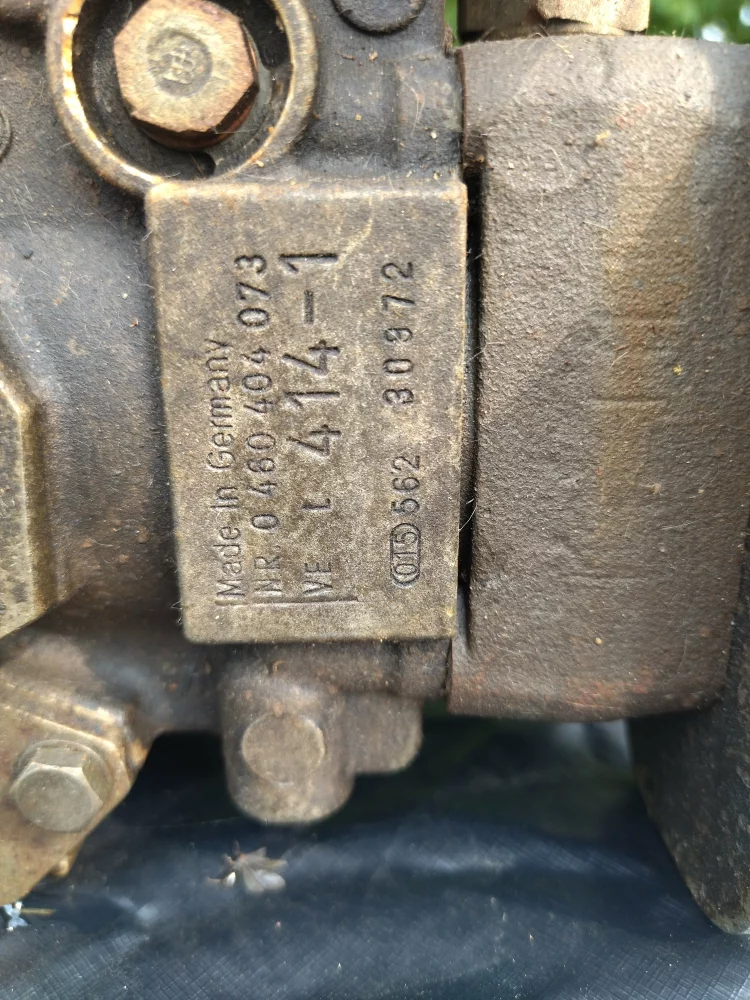 Made in Germany
NR. 0 460 404 073
VE L 414-1
015 562 30972